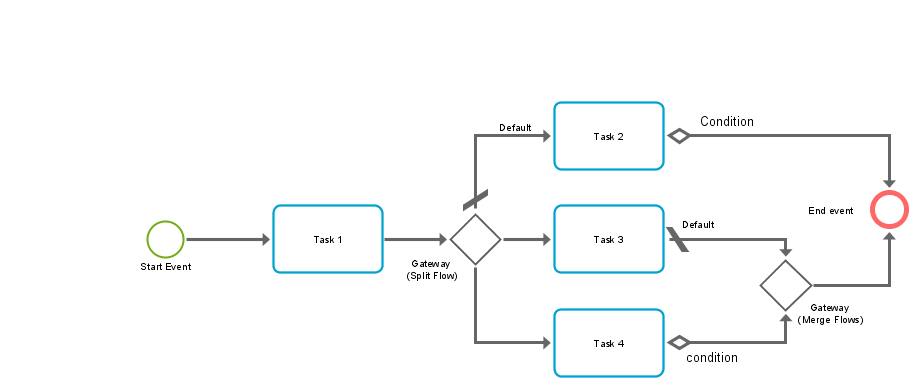 Condition
Default
Task 2
End event
Default
Task 1
Task 3
Start Event
Gateway
(Split Flow)
Gateway
(Merge Flows)
Task 4
condition